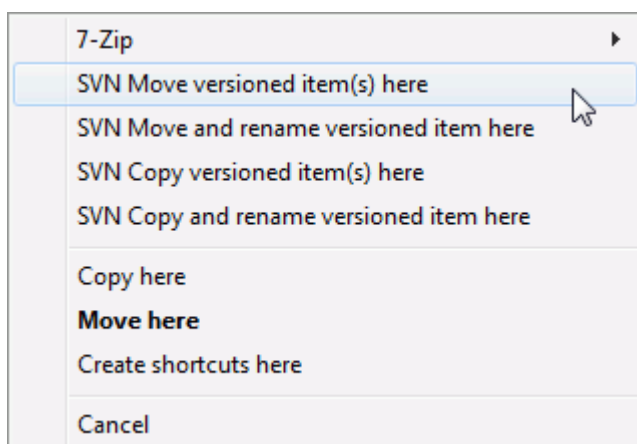 7-Zip
SVN Move versioned item(s) here
SVN Move and rename versioned item here
SVN Copy versioned item(s) here
SVN Copy and rename versioned item here
Copy here
Move here
Create shortcuts here
Cancel